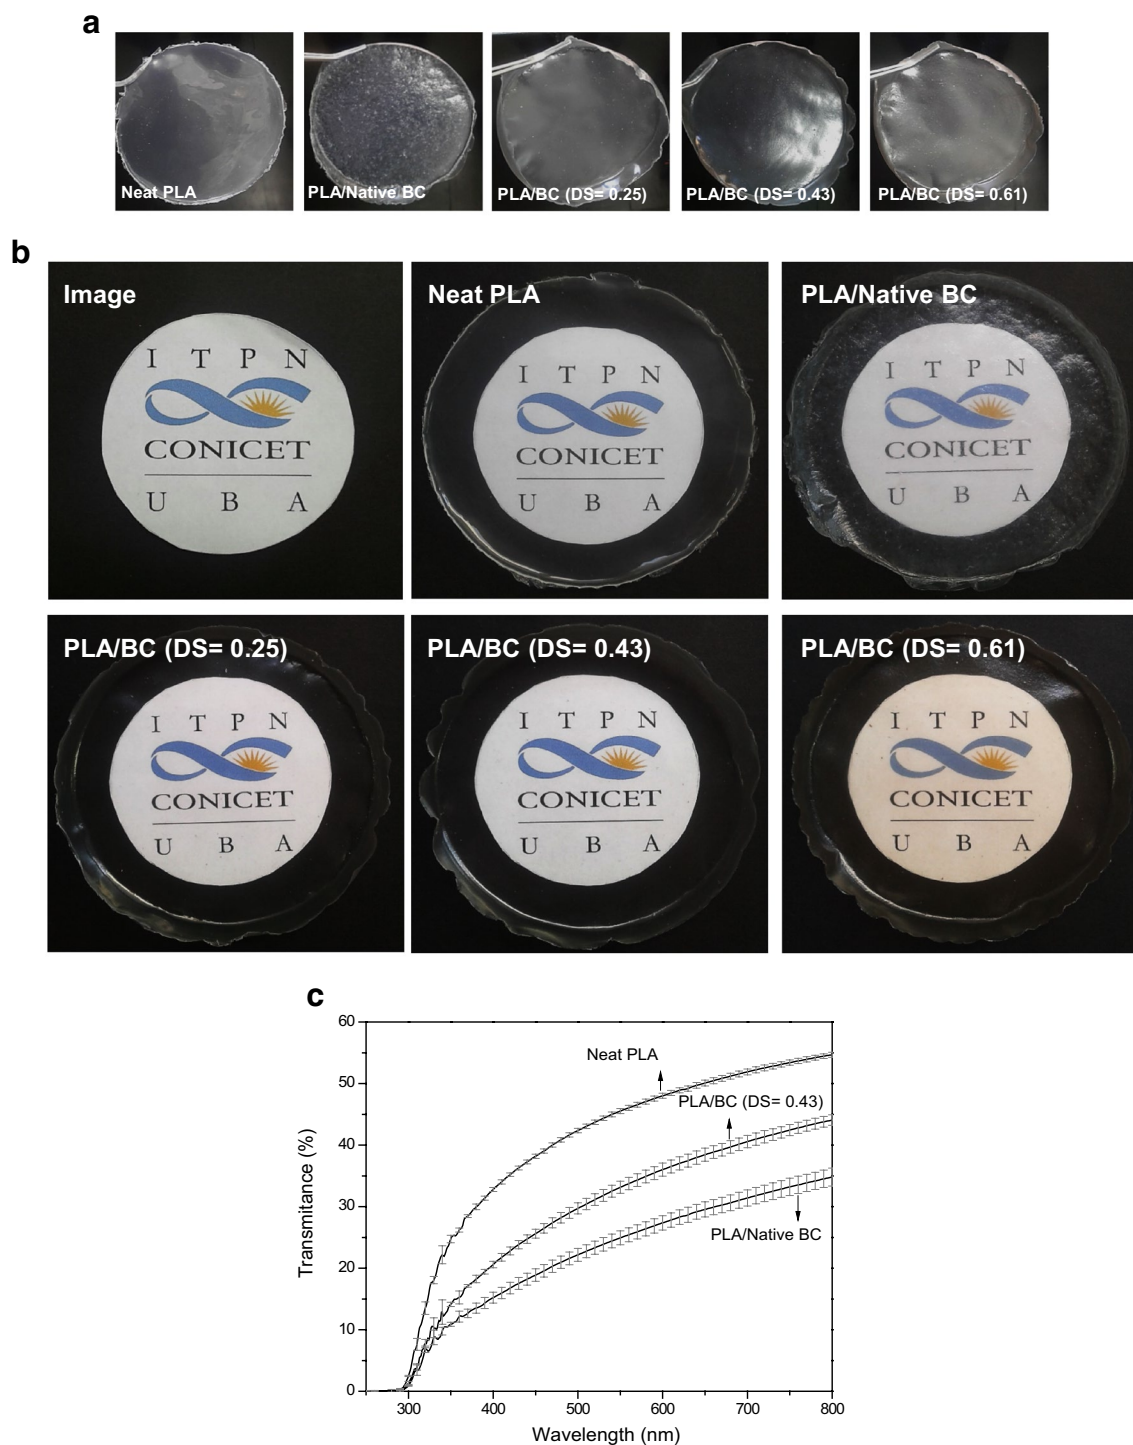 a
Neat PLA
PLA/Native BC
PLA/BC (DS= 0.25)
PLA/BC (DS= 0.43)
PLA/BC (DS= 0.61)
b
Image
I T P N
CONICET
U B A
Neat PLA
I T P N
CONICET
U B A
PLA/Native BC
I T P N
CONICET
U B A
PLA/BC (DS= 0.25)
I T P N
CONICET
U B A
PLA/BC (DS= 0.43)
I T P N
CONICET
U B A
PLA/BC (DS= 0.61)
I T P N
CONICET
U B A
c
60
50
40
30
20
10
0
Transmitance (%)
Neat PLA
PLA/BC (DS= 0.43)
PLA/Native BC
300 400 500 600 700 800
Wavelength (nm)